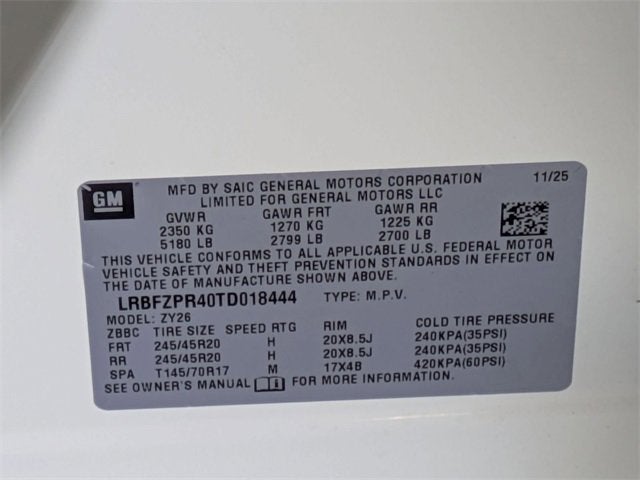 GM
MFD BY SAIC GENERAL MOTORS CORPORATION 11/25
LIMITED FOR GENERAL MOTORS LLC
GVWR GAWR FRT GAWR RR
2350 KG 1270 KG 1225 KG
5180 LB 2799 LB 2700 LB
THIS VEHICLE CONFORMS TO ALL APPLICABLE U.S. FEDERAL MOTOR
VEHICLE SAFETY AND THEFT PREVENTION STANDARDS IN EFFECT ON
THE DATE OF MANUFACTURE SHOWN ABOVE.
LRBFZPR40TD018444 TYPE: M.P.V.
MODEL: ZY26
ZBBC TIRE SIZE SPEED RTG RIM COLD TIRE PRESSURE
FRT 245/45R20 H 20X8.5J 240KPA(35PSI)
RR 245/45R20 H 20X8.5J 240KPA(35PSI)
SPA T145/70R17 M 17X4B 420KPA(60PSI)
SEE OWNER'S MANUAL FOR MORE INFORMATION.